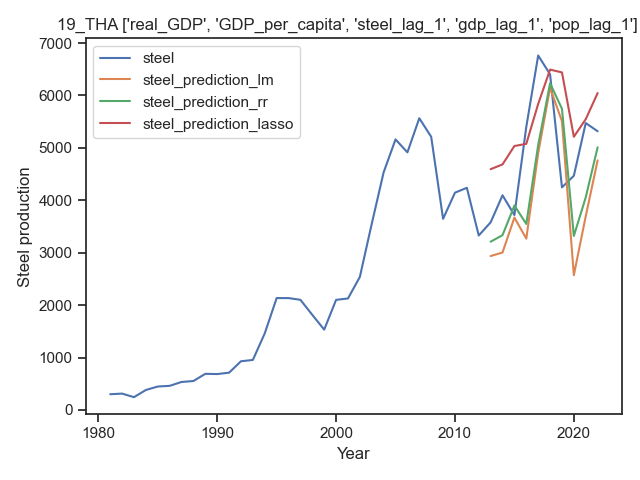 19_THA ['real_GDP', 'GDP_per_capita', 'steel_lag_1', 'gdp_lag_1', 'pop_lag_1']
7000
6000
5000
4000
3000
2000
1000
0
Steel production
steel
steel_prediction_lm
steel_prediction_rr
steel_prediction_lasso
1980
1990
2000
2010
2020
Year